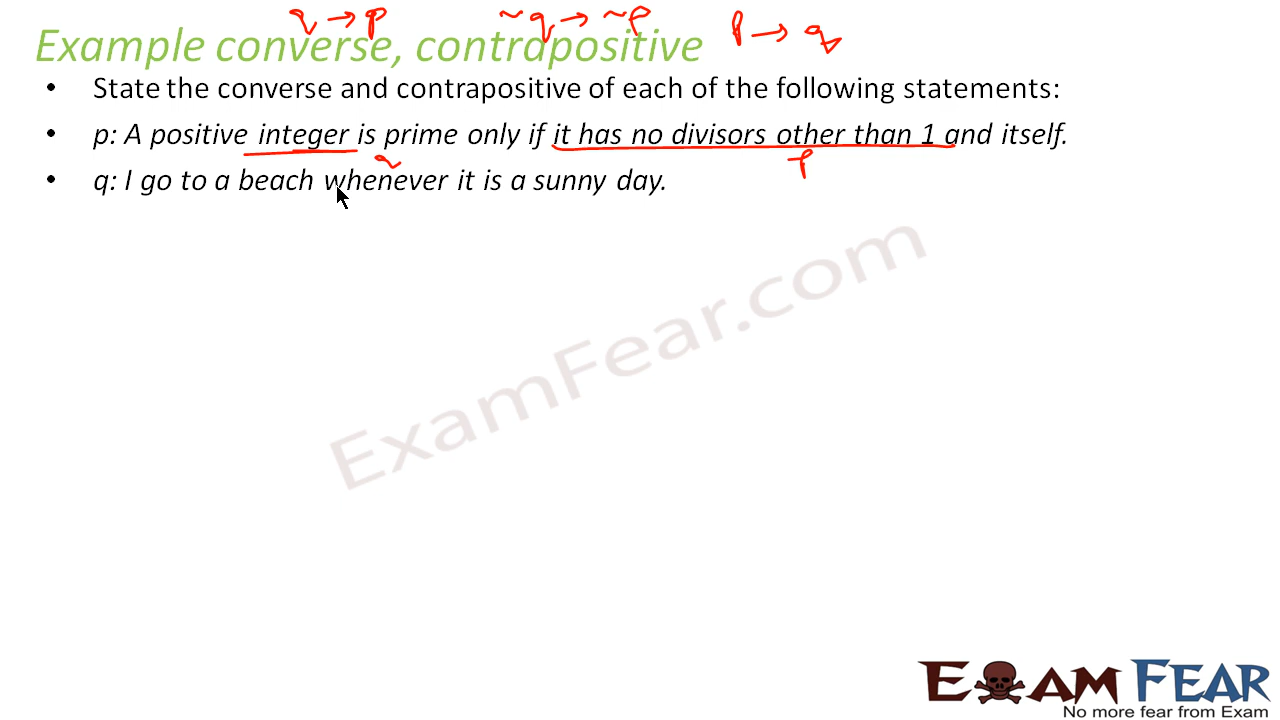 q → p ~q → ~p p → q
Example converse, contrapositive
• State the converse and contrapositive of each of the following statements:
• p: A positive integer is prime only if it has no divisors other than 1 and itself.
q p
• q: I go to a beach whenever it is a sunny day.
ExamFear.com
EXAM FEAR
No more fear from Exam